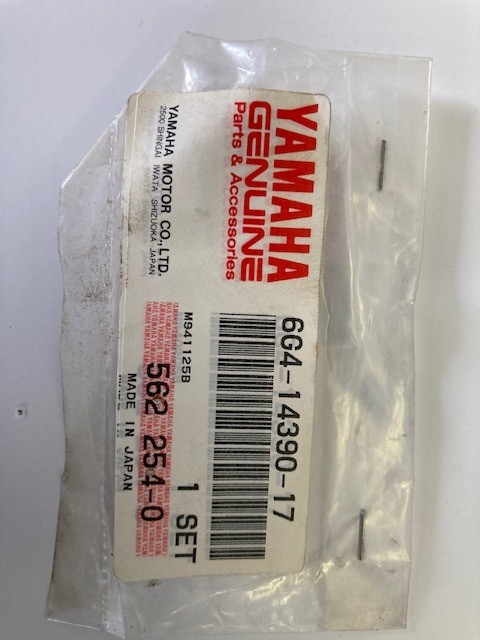 YAMAHA
GENUINE
Parts & Accessories
YAMAHA MOTOR CO., LTD.
2500 SHINGAI IWATA SHIZUOKA JAPAN
6G4-14390-17
M941125B
1 SET
562 254-0
MADE IN JAPAN